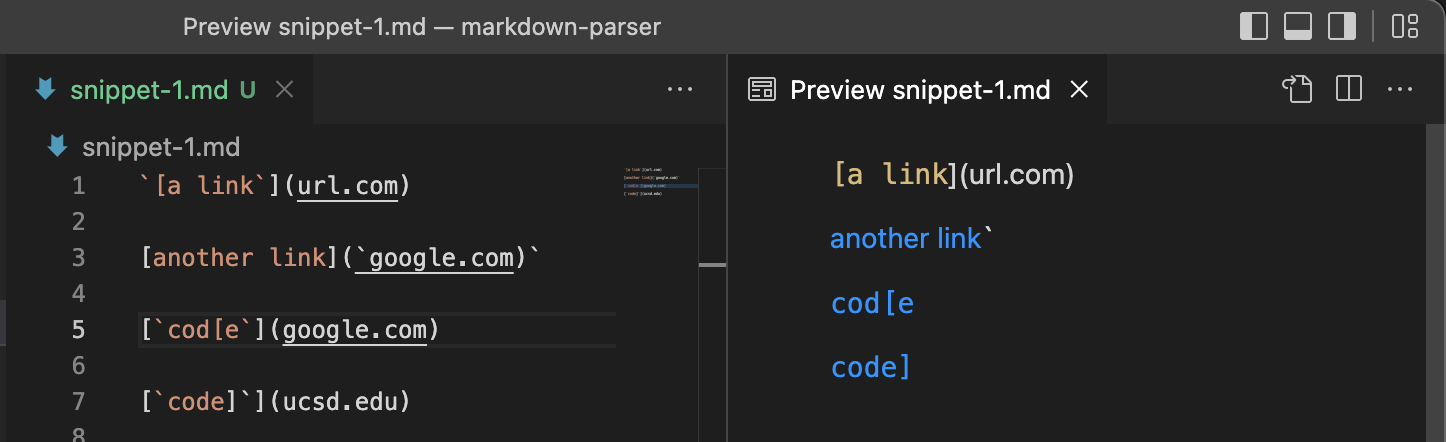 Preview snippet-1.md — markdown-parser
snippet-1.md U
snippet-1.md
1 `[a link`](url.com)
2
3 [another link](`google.com)`
4
5 [`cod[e`](google.com)
6
7 [`code]`](ucsd.edu)
8
Preview snippet-1.md
[a link](url.com)
another link`
cod[e
code]